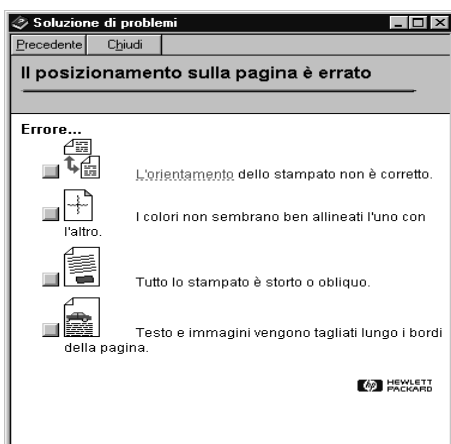 Soluzione di problemi
Precedente Chiudi
Il posizionamento sulla pagina è errato
Errore...
L'orientamento dello stampato non è corretto.
I colori non sembrano ben allineati l'uno con
l'altro.
Tutto lo stampato è storto o obliquo.
Testo e immagini vengono tagliati lungo i bordi
della pagina.
hp HEWLETT
PACKARD